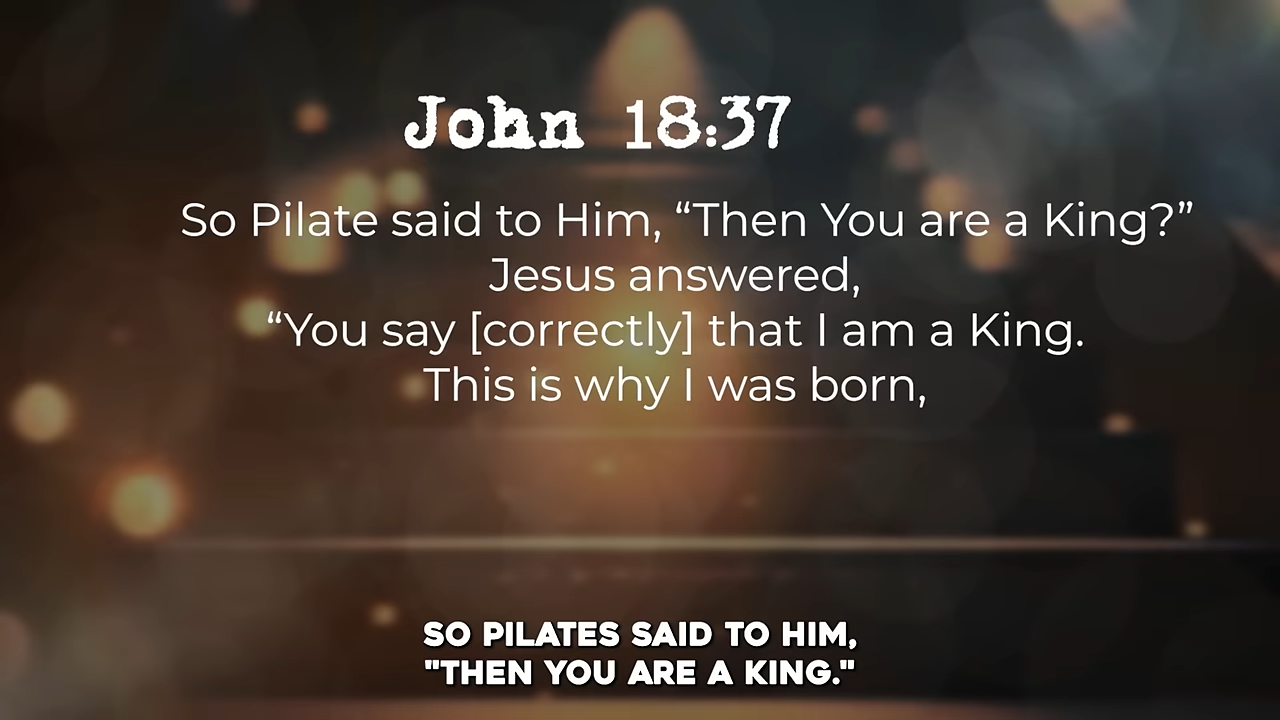 John 18:37
So Pilate said to Him, “Then You are a King?”
Jesus answered,
“You say [correctly] that I am a King.
This is why I was born,
SO PILATES SAID TO HIM,
"THEN YOU ARE A KING."